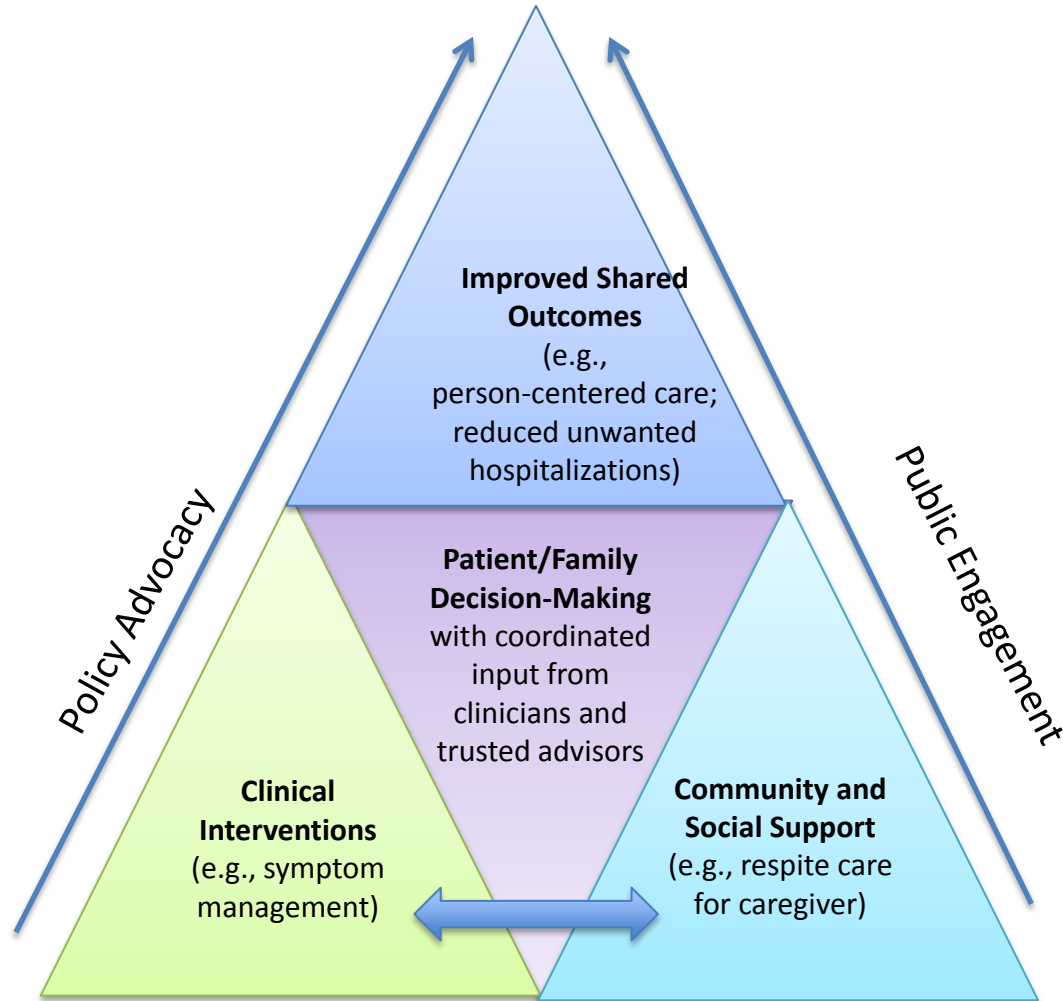 Improved Shared
Outcomes
(e.g.,
person-centered care;
reduced unwanted
hospitalizations)
Policy Advocacy
Public Engagement
Patient/Family
Decision-Making
with coordinated
input from
clinicians and
trusted advisors
Clinical
Interventions
(e.g., symptom
management)
Community and
Social Support
(e.g., respite care
for caregiver)